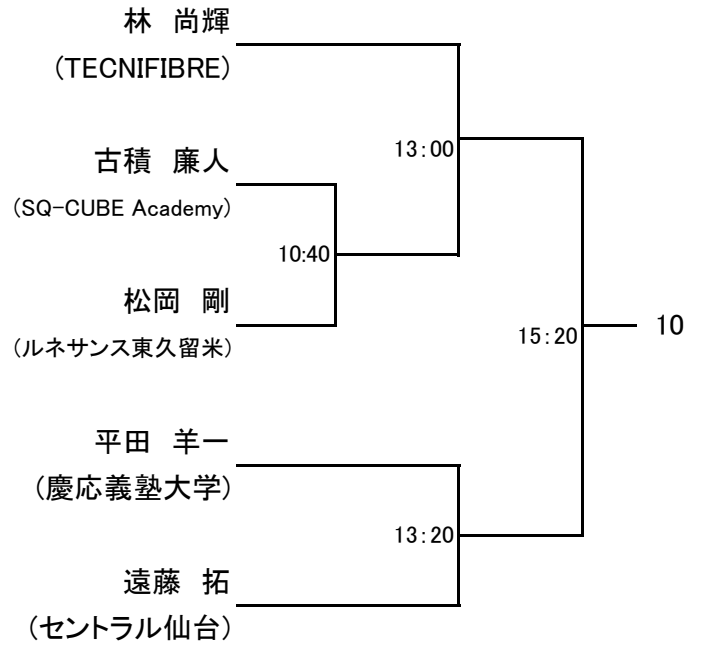 林　尚輝
（TECNIFIBRE）
13：00
古積　廉人
（SQ-CUBE Academy）
10:40
松岡　剛
（ルネサンス東久留米）
15：20
10
平田　羊一
（慶応義塾大学）
13：20
遠藤　拓
（セントラル仙台）